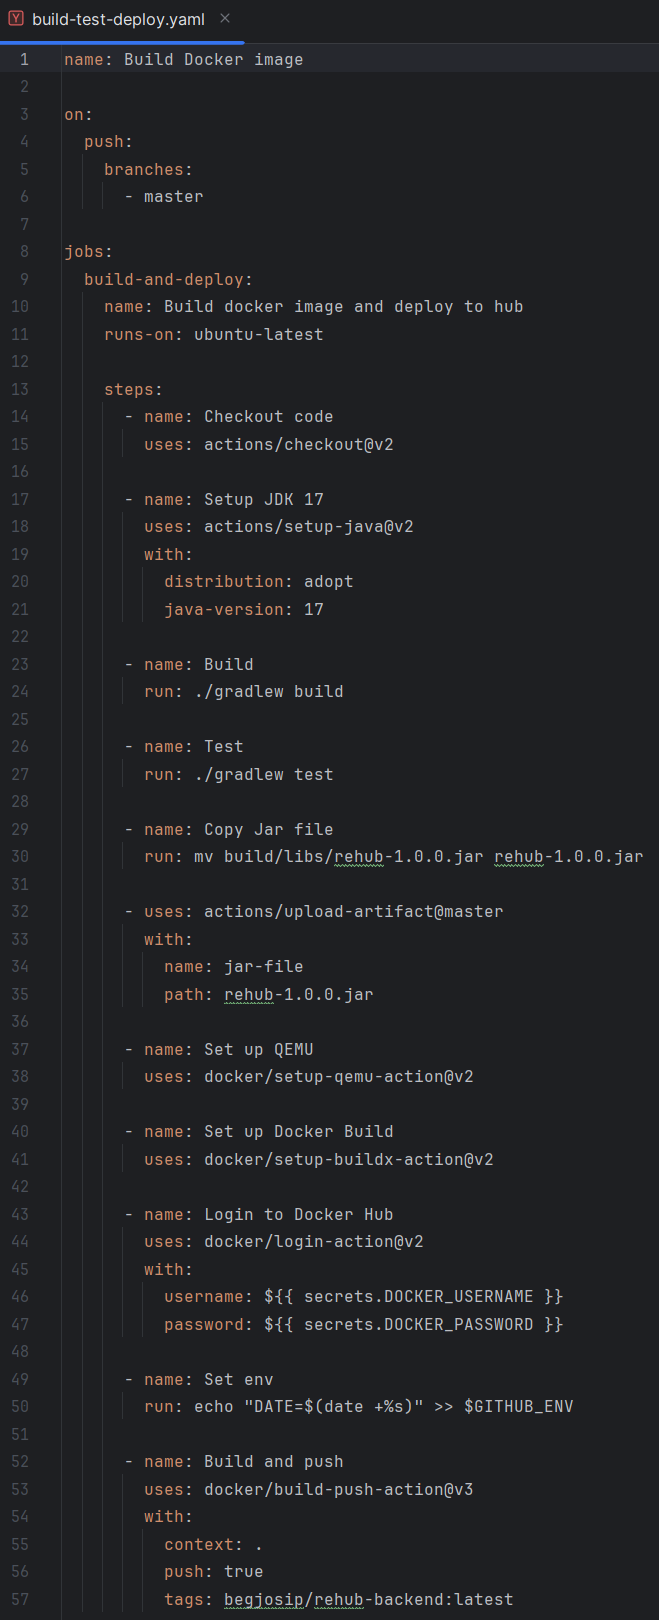 build-test-deploy.yaml
1 name: Build Docker image
2
3 on:
4   push:
5     branches:
6       - master
7
8 jobs:
9   build-and-deploy:
10     name: Build docker image and deploy to hub
11     runs-on: ubuntu-latest
12
13     steps:
14       - name: Checkout code
15         uses: actions/checkout@v2
16
17       - name: Setup JDK 17
18         uses: actions/setup-java@v2
19         with:
20           distribution: adopt
21           java-version: 17
22
23       - name: Build
24         run: ./gradlew build
25
26       - name: Test
27         run: ./gradlew test
28
29       - name: Copy Jar file
30         run: mv build/libs/rehub-1.0.0.jar rehub-1.0.0.jar
31
32       - uses: actions/upload-artifact@master
33         with:
34           name: jar-file
35           path: rehub-1.0.0.jar
36
37       - name: Set up QEMU
38         uses: docker/setup-qemu-action@v2
39
40       - name: Set up Docker Build
41         uses: docker/setup-buildx-action@v2
42
43       - name: Login to Docker Hub
44         uses: docker/login-action@v2
45         with:
46           username: ${{ secrets.DOCKER_USERNAME }}
47           password: ${{ secrets.DOCKER_PASSWORD }}
48
49       - name: Set env
50         run: echo "DATE=$(date +%s)" >> $GITHUB_ENV
51
52       - name: Build and push
53         uses: docker/build-push-action@v3
54         with:
55           context: .
56           push: true
57           tags: begjosip/rehub-backend:latest